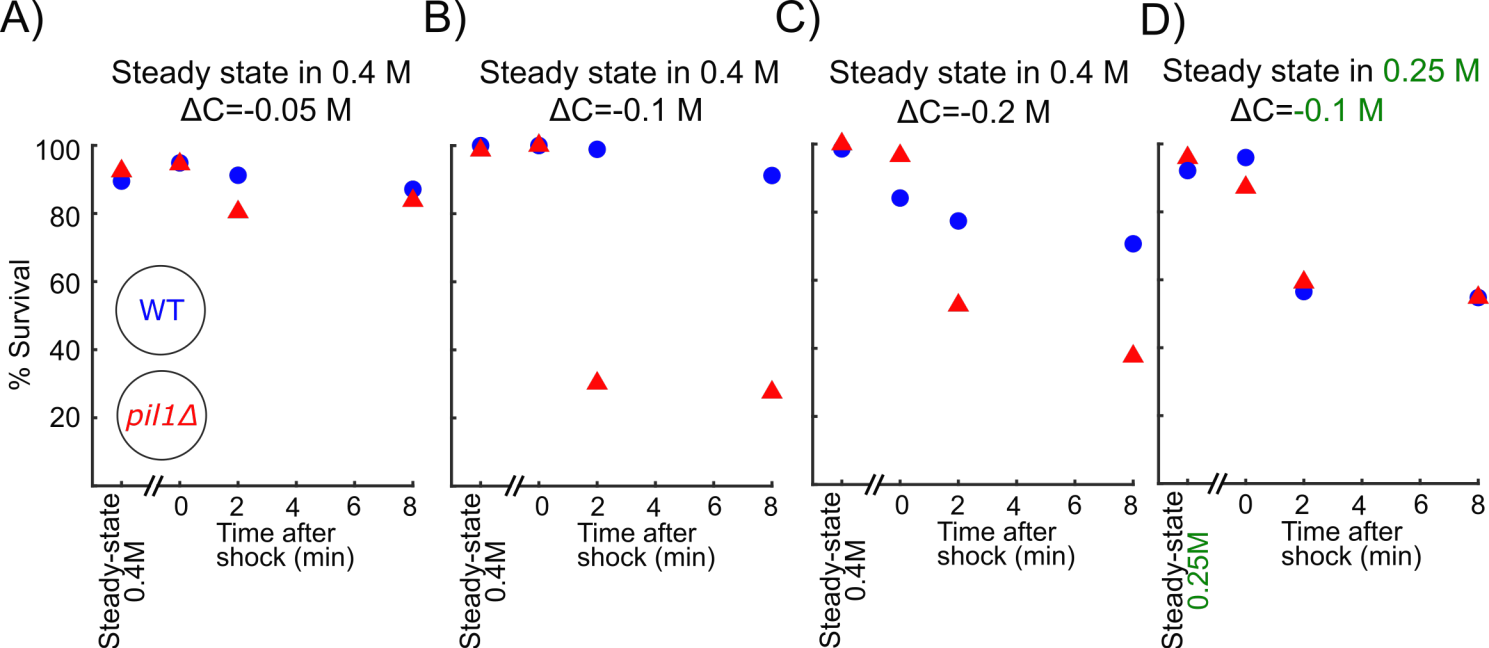 A)
Steady state in 0.4 M
ΔC=-0.05 M
% Survival
100
80
60
40
20
WT
pil1Δ
0
2
4
6
8
Steady-state
0.4M
Time after
shock (min)
B)
Steady state in 0.4 M
ΔC=-0.1 M
0
2
4
6
8
Steady-state
0.4M
Time after
shock (min)
C)
Steady state in 0.4 M
ΔC=-0.2 M
0
2
4
6
8
Steady-state
0.4M
Time after
shock (min)
D)
Steady state in 0.25 M
ΔC=-0.1 M
0
2
4
6
8
Steady-state
0.25M
Time after
shock (min)